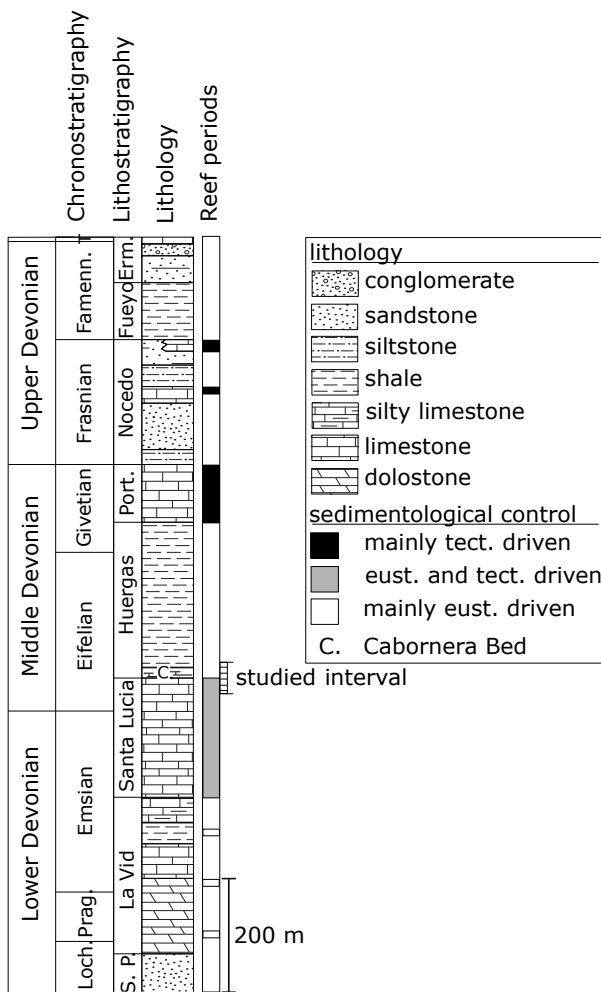 Chronostratigraphy
Lithostratigraphy
Lithology
Reef periods
Upper Devonian
Middle Devonian
Lower Devonian
T
Famenn.
Frasnian
Givetian
Eifelian
Emsian
Prag.
Loch.
Erm.
Fueyo
Nocedo
Port.
Huergas
Santa Lucia
La Vid
S. P.
C
studied interval
200 m
lithology
conglomerate
sandstone
siltstone
shale
silty limestone
limestone
dolostone
sedimentological control
mainly tect. driven
eust. and tect. driven
mainly eust. driven
C. Cabornera Bed